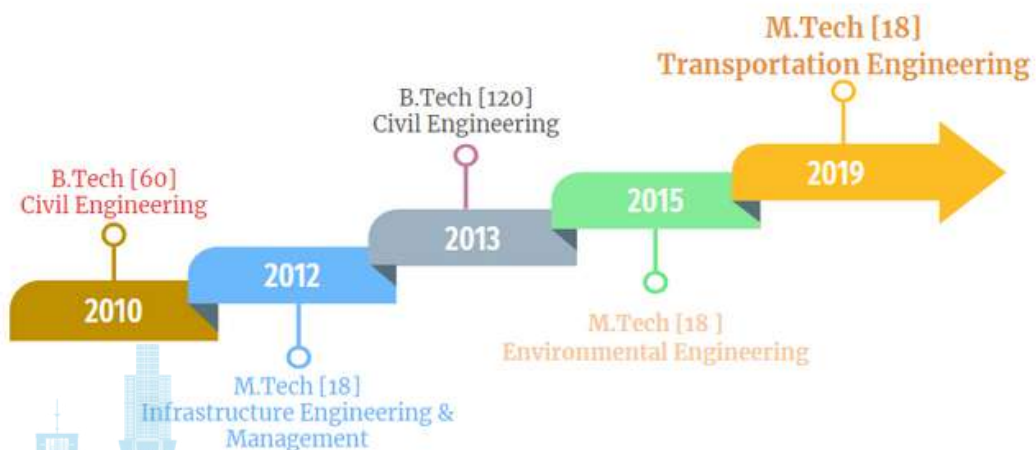 M.Tech [18]
Transportation Engineering
B.Tech [120]
Civil Engineering
B.Tech [60]
Civil Engineering
2019
2015
2013
2012
2010
M.Tech [18 ]
Environmental Engineering
M.Tech [18]
Infrastructure Engineering &
Management